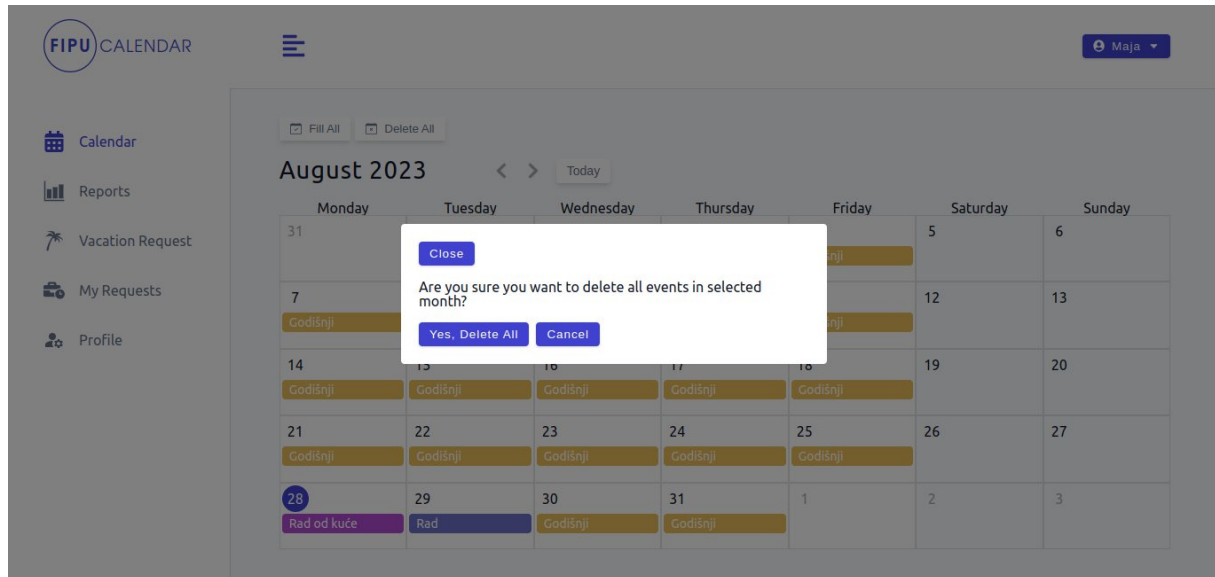 FIPU CALENDAR
Maja
Calendar
Reports
Vacation Request
My Requests
Profile
Fill All Delete All
August 2023 Today
Monday Tuesday Wednesday Thursday Friday Saturday Sunday
31 5 6
Close
Are you sure you want to delete all events in selected
month?
Yes, Delete All Cancel
7 12 13
Godišnji
14 15 16 17 18 19 20
Godišnji Godišnji Godišnji Godišnji Godišnji
21 22 23 24 25 26 27
Godišnji Godišnji Godišnji Godišnji Godišnji
28 29 30 31 1 2 3
Rad od kuće Rad Godišnji Godišnji